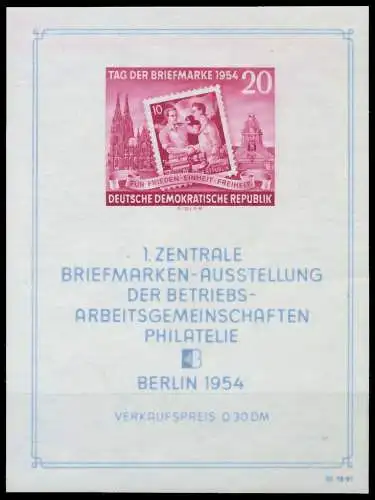 TAG DER BRIEFMARKE 1954 20
10
FÜR FRIEDEN·EINHEIT·FREIHEIT
DEUTSCHE DEMOKRATISCHE REPUBLIK
1. ZENTRALE
BRIEFMARKEN-AUSSTELLUNG
DER BETRIEBS-
ARBEITSGEMEINSCHAFTEN
PHILATELIE
BERLIN 1954
VERKAUFSPREIS 0.30 DM